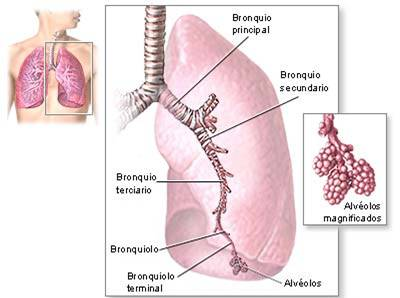 Bronquio
principal
Bronquio
secundario
Bronquio
terciario
Bronquiolo
Bronquiolo
terminal
Alvéolos
Alvéolos
magnificados